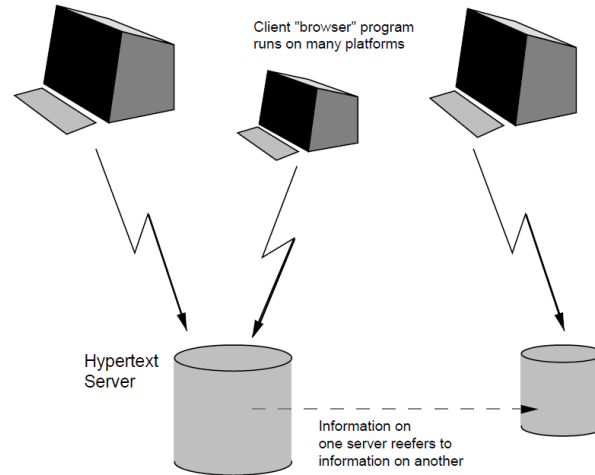 Client "browser" program
runs on many platforms
Hypertext
Server
Information on
one server reefers to
information on another